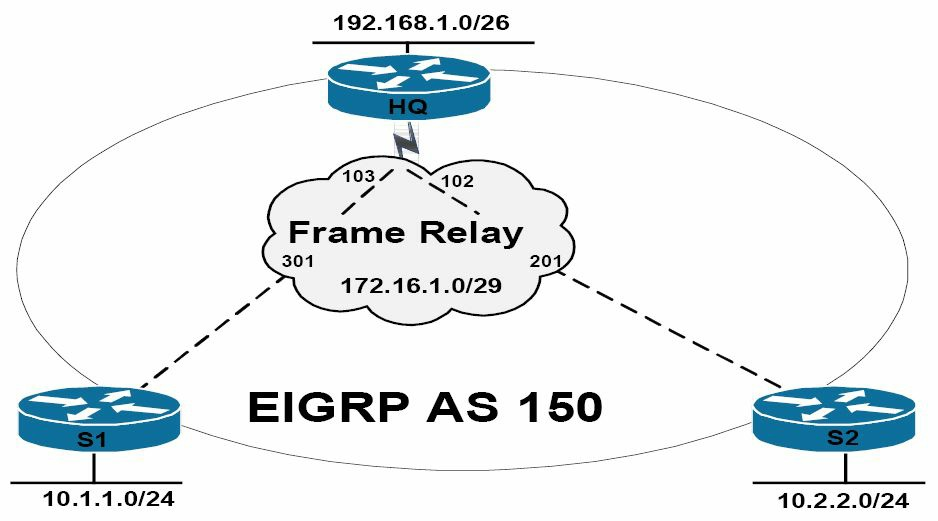 192.168.1.0/26
HQ
103
102
Frame Relay
301
201
172.16.1.0/29
EIGRP AS 150
S1
S2
10.1.1.0/24
10.2.2.0/24